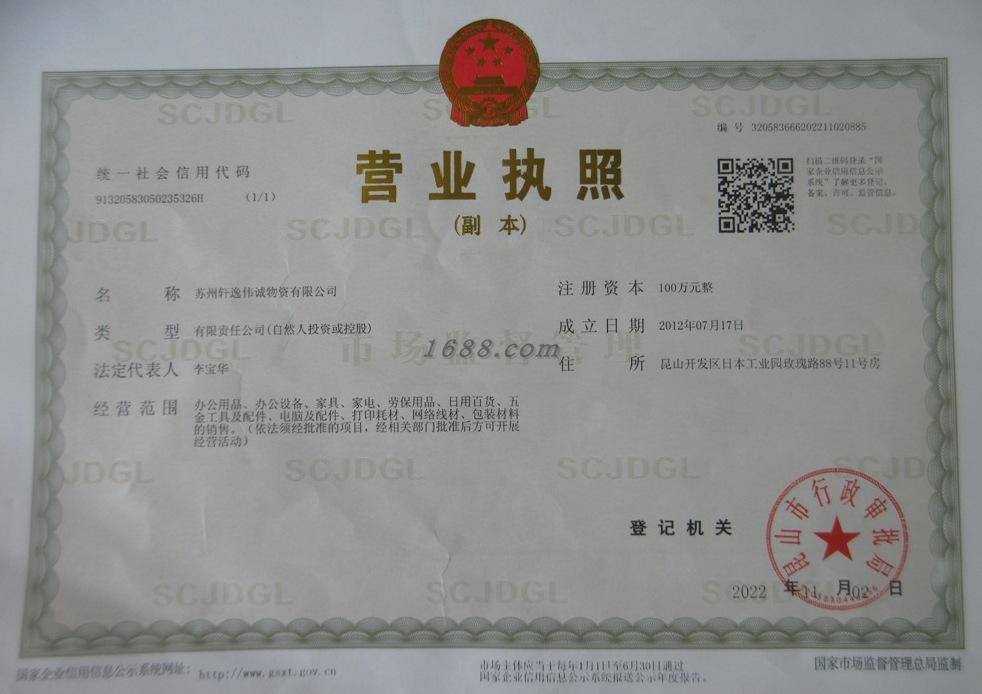 编 号 320583666202211020885
统一社会信用代码
91320583050235326H (1/1)
营业执照
(副 本)
扫描二维码登录“国
家企业信用信息公示
系统”了解更多登记、
备案、许可、监管信息。
名 称 苏州轩逸伟诚物资有限公司
类 型 有限责任公司(自然人投资或控股)
法定代表人 李宝华
经营范围 办公用品、办公设备、家具、家电、劳保用品、日用百货、五
金工具及配件、电脑及配件、打印耗材、网络线材、包装材料
的销售。(依法须经批准的项目，经相关部门批准后方可开展
经营活动)
注册资本 100万元整
成立日期 2012年07月17日
住 所 昆山开发区日本工业园玫瑰路88号11号房
市场监督管理
1688.com
SCJDGL
登记机关
昆山市行政审批局
2022 年11 月02 日
国家企业信用信息公示系统网址：http://www.gsxt.gov.cn
市场主体应当于每年1月1日至6月30日通过
国家企业信用信息公示系统报送公示年度报告。
国家市场监督管理总局监制